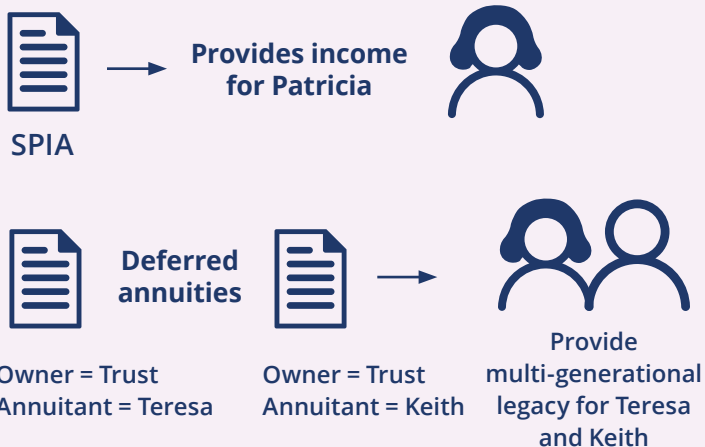 Provides income
for Patricia
SPIA
Deferred
annuities
Owner = Trust
Annuitant = Teresa
Owner = Trust
Annuitant = Keith
Provide
multi-generational
legacy for Teresa
and Keith